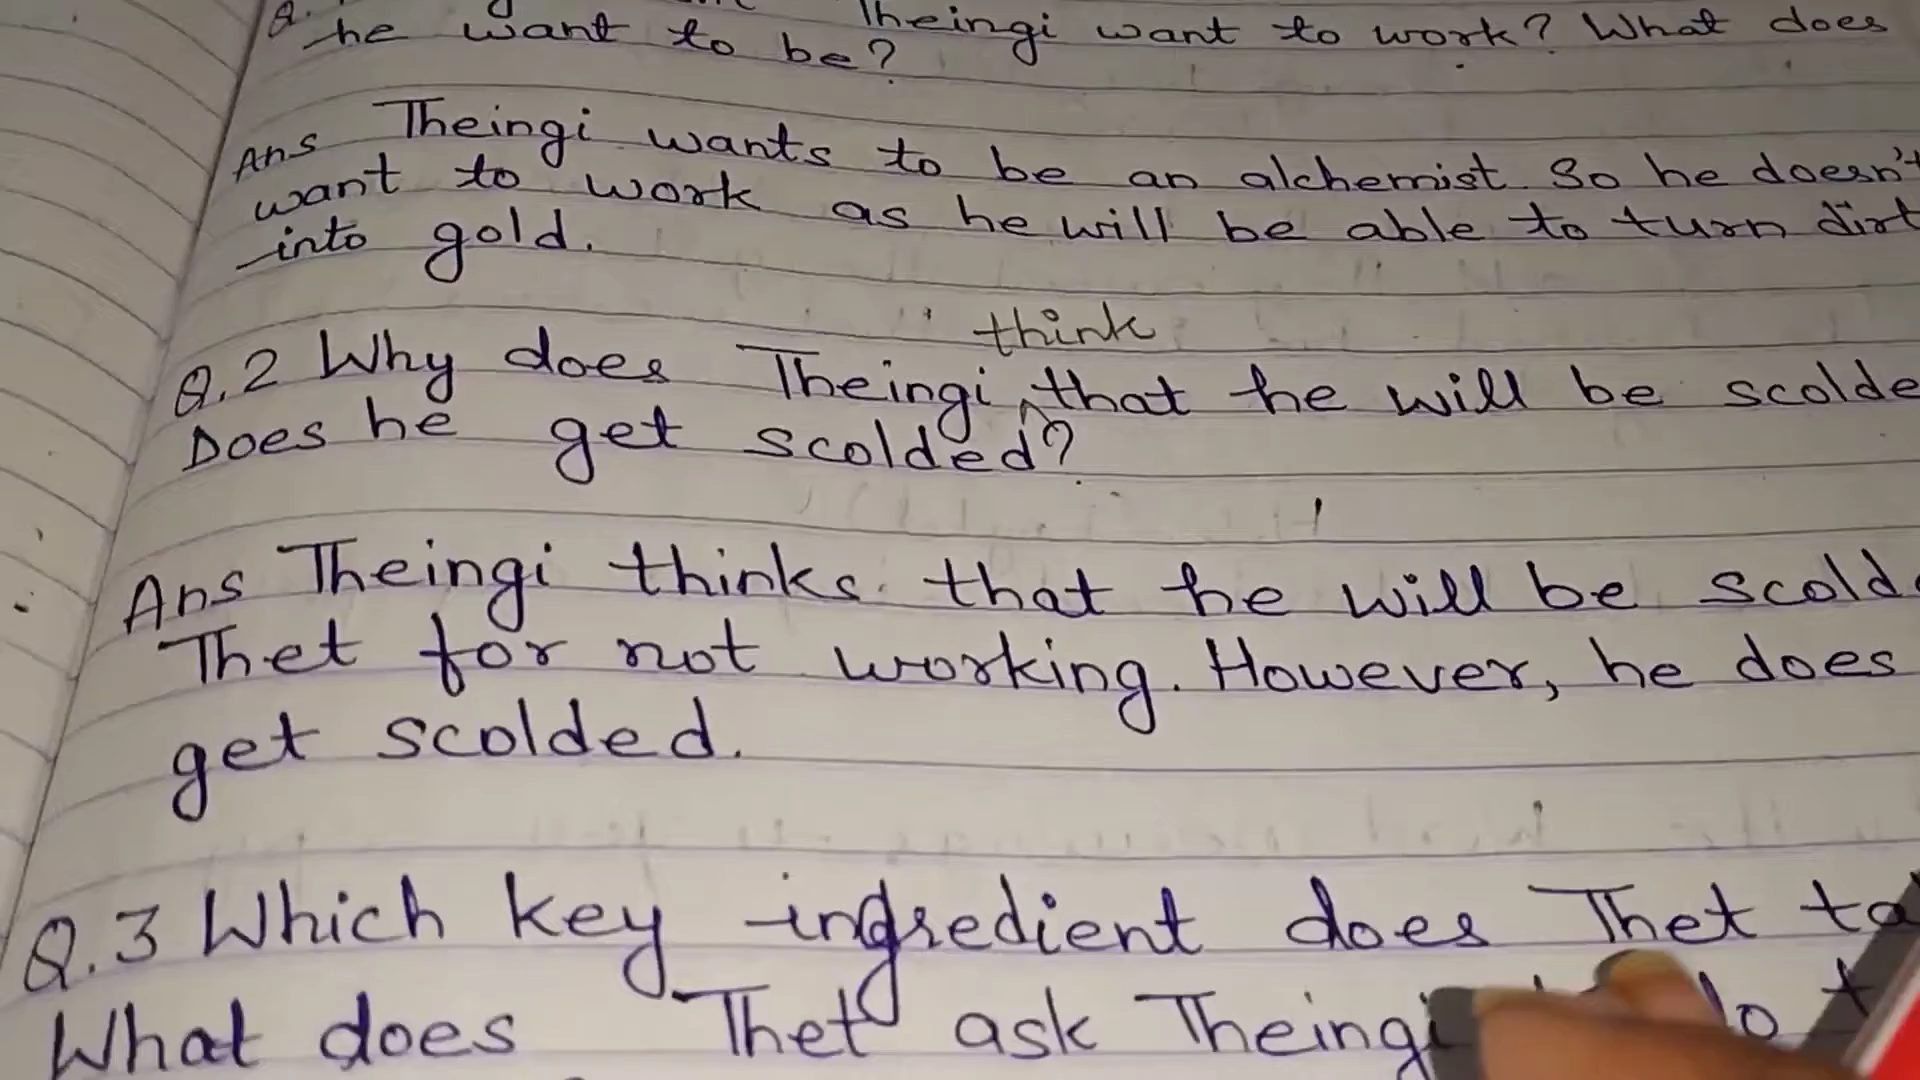 Q. Theingi want to work? What does
he want to be?
Ans Theingi wants to be an alchemist. So he doesn't
want to work as he will be able to turn dirt
into gold.
think
Q.2 Why does Theingi ^ that he will be scolde
Does he get scolded?
Ans Theingi thinks that he will be scold
Thet for not working. However, he does
get scolded.
Q.3 Which key ingredient does Thet ta
What does Thet ask Theingi